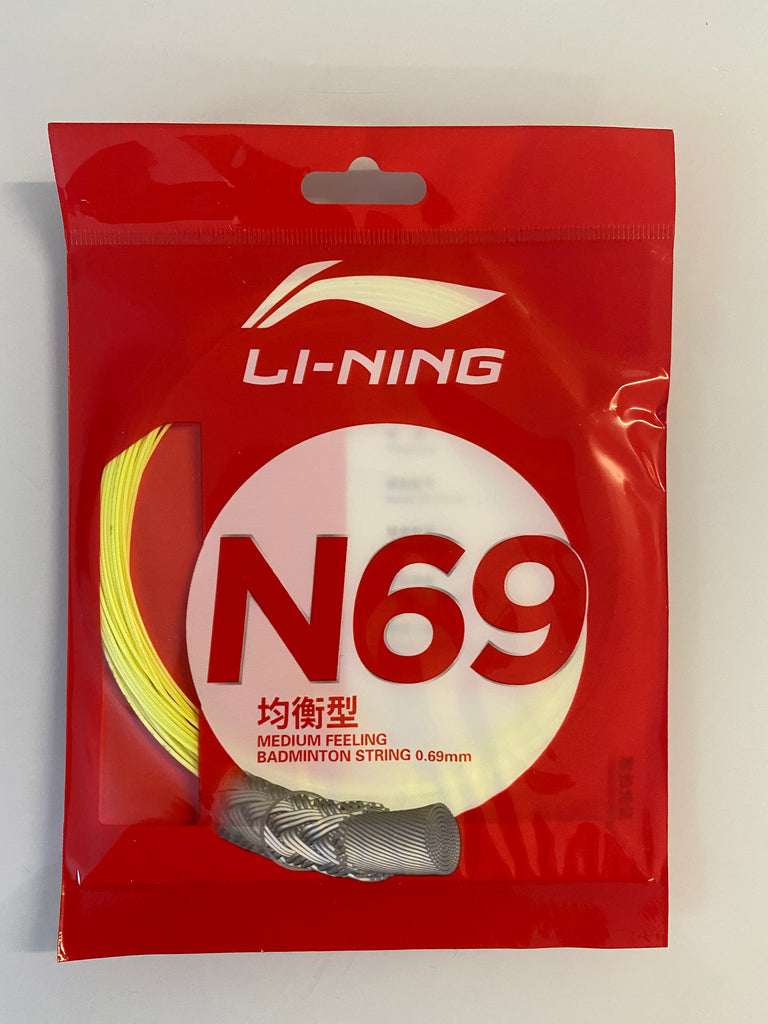 LI-NING
N69
均衡型
MEDIUM FEELING
BADMINTON STRING 0.69mm